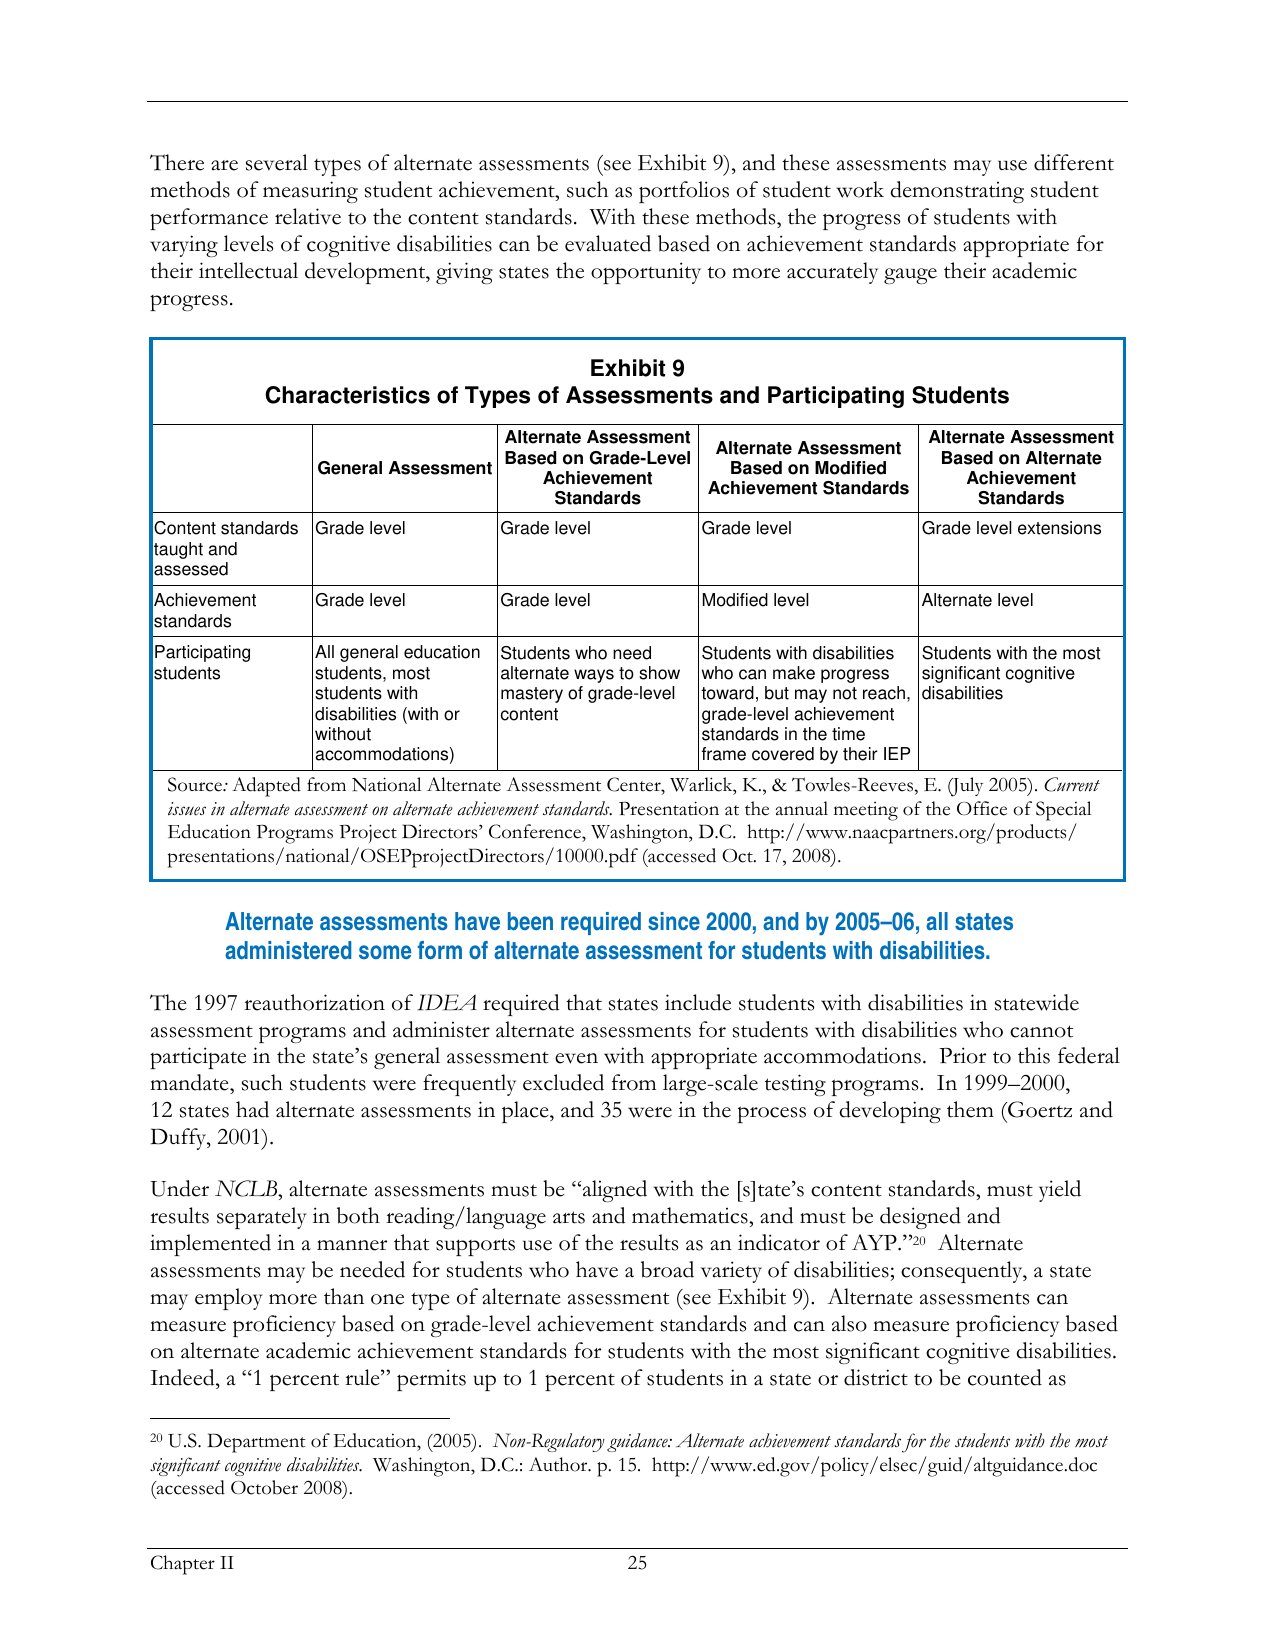 There are several types of alternate assessments (see Exhibit 9), and these assessments may use different
methods of measuring student achievement, such as portfolios of student work demonstrating student
performance relative to the content standards.  With these methods, the progress of students with
varying levels of cognitive disabilities can be evaluated based on achievement standards appropriate for
their intellectual development, giving states the opportunity to more accurately gauge their academic
progress.
Exhibit 9
Characteristics of Types of Assessments and Participating Students
General Assessment
Alternate Assessment
Based on Grade-Level
Achievement
Standards
Alternate Assessment
Based on Modified
Achievement Standards
Alternate Assessment
Based on Alternate
Achievement
Standards
Content standards
taught and
assessed
Grade level
Grade level
Grade level
Grade level extensions
Achievement
standards
Grade level
Grade level
Modified level
Alternate level
Participating
students
All general education
students, most
students with
disabilities (with or
without
accommodations)
Students who need
alternate ways to show
mastery of grade-level
content
Students with disabilities
who can make progress
toward, but may not reach,
grade-level achievement
standards in the time
frame covered by their IEP
Students with the most
significant cognitive
disabilities
Source: Adapted from National Alternate Assessment Center, Warlick, K., & Towles-Reeves, E. (July 2005). Current
issues in alternate assessment on alternate achievement standards. Presentation at the annual meeting of the Office of Special
Education Programs Project Directors’ Conference, Washington, D.C.  http://www.naacpartners.org/products/
presentations/national/OSEPprojectDirectors/10000.pdf (accessed Oct. 17, 2008).
Alternate assessments have been required since 2000, and by 2005–06, all states
administered some form of alternate assessment for students with disabilities.
The 1997 reauthorization of IDEA required that states include students with disabilities in statewide
assessment programs and administer alternate assessments for students with disabilities who cannot
participate in the state’s general assessment even with appropriate accommodations.  Prior to this federal
mandate, such students were frequently excluded from large-scale testing programs.  In 1999–2000,
12 states had alternate assessments in place, and 35 were in the process of developing them (Goertz and
Duffy, 2001).
Under NCLB, alternate assessments must be “aligned with the [s]tate’s content standards, must yield
results separately in both reading/language arts and mathematics, and must be designed and
implemented in a manner that supports use of the results as an indicator of AYP.”20  Alternate
assessments may be needed for students who have a broad variety of disabilities; consequently, a state
may employ more than one type of alternate assessment (see Exhibit 9).  Alternate assessments can
measure proficiency based on grade-level achievement standards and can also measure proficiency based
on alternate academic achievement standards for students with the most significant cognitive disabilities.
Indeed, a “1 percent rule” permits up to 1 percent of students in a state or district to be counted as
20 U.S. Department of Education, (2005).  Non-Regulatory guidance: Alternate achievement standards for the students with the most
significant cognitive disabilities.  Washington, D.C.: Author. p. 15.  http://www.ed.gov/policy/elsec/guid/altguidance.doc
(accessed October 2008).
Chapter II
25